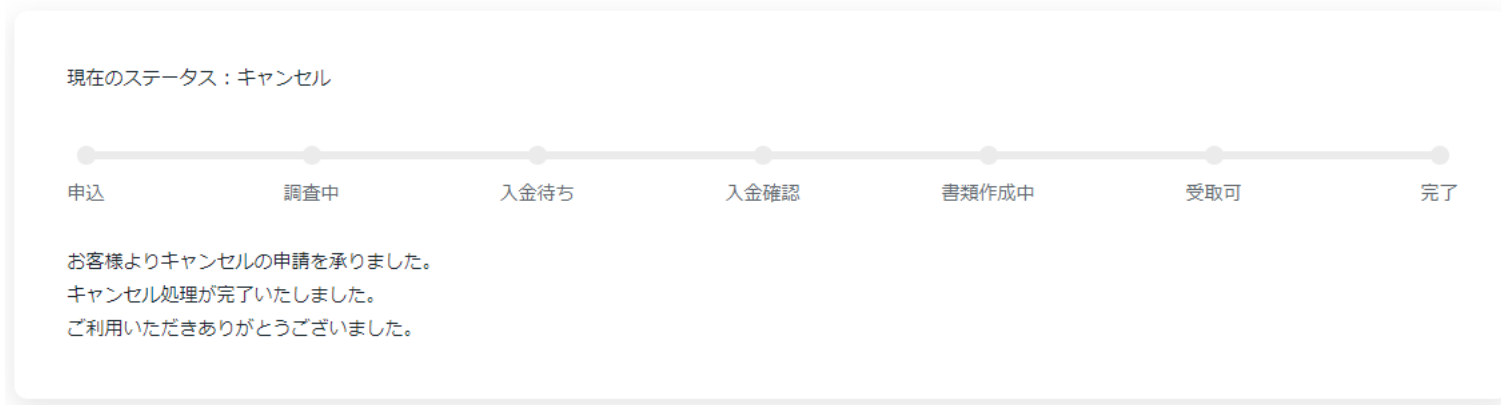 現在のステータス：キャンセル
申込 調査中 入金待ち 入金確認 書類作成中 受取可 完了
お客様よりキャンセルの申請を承りました。
キャンセル処理が完了いたしました。
ご利用いただきありがとうございました。